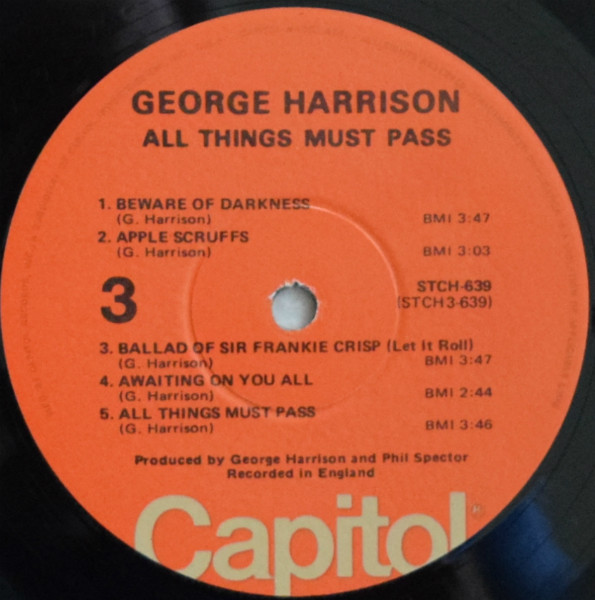 GEORGE HARRISON
ALL THINGS MUST PASS
1. BEWARE OF DARKNESS
(G. Harrison) BMI 3:47
2. APPLE SCRUFFS
(G. Harrison) BMI 3:03
3 STCH-639
(STCH3-639)
3. BALLAD OF SIR FRANKIE CRISP (Let It Roll)
(G. Harrison) BMI 3:47
4. AWAITING ON YOU ALL
(G. Harrison) BMI 2:44
5. ALL THINGS MUST PASS
(G. Harrison) BMI 3:46
Produced by George Harrison and Phil Spector
Recorded in England
Capitol®